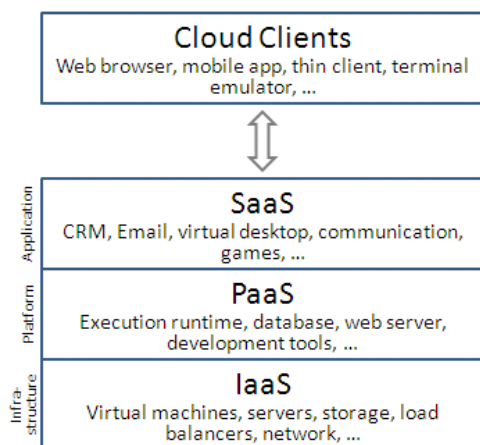 Cloud Clients
Web browser, mobile app, thin client, terminal
emulator, ...
Application
SaaS
CRM, Email, virtual desktop, communication,
games, ...
Platform
PaaS
Execution runtime, database, web server,
development tools, ...
Infra-
structure
IaaS
Virtual machines, servers, storage, load
balancers, network, ...